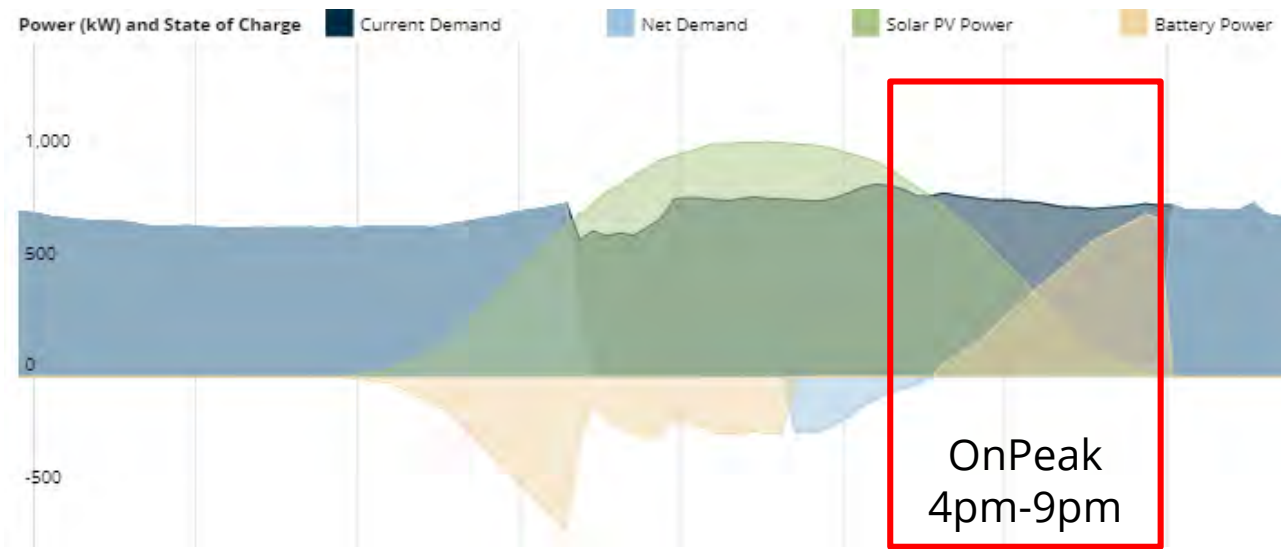 Power (kW) and State of Charge Current Demand Net Demand Solar PV Power Battery Power
1,000
500
0
-500
OnPeak
4pm-9pm